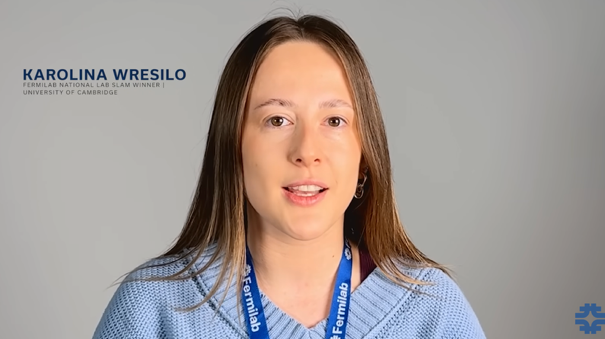 KAROLINA WRESILO
FERMILAB NATIONAL LAB SLAM WINNER |
UNIVERSITY OF CAMBRIDGE
Fermilab
Fermilab